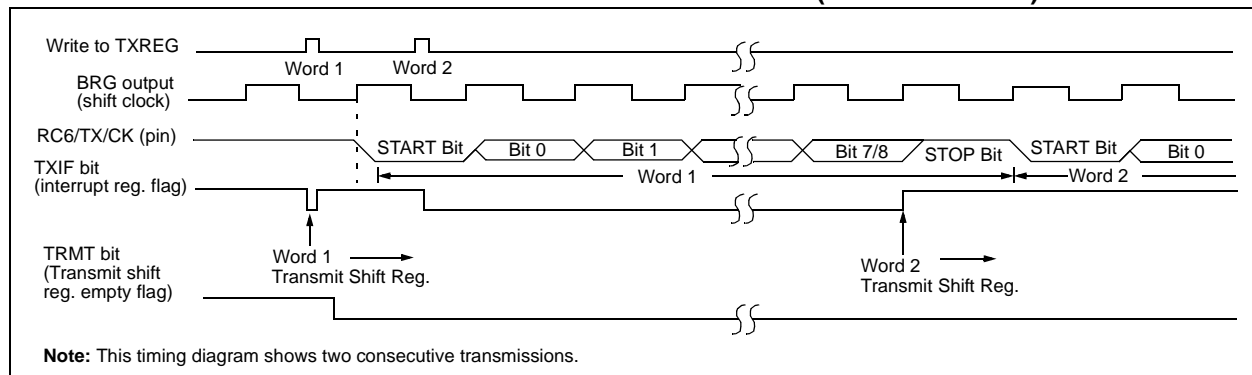 Write to TXREG
Word 1
Word 2
BRG output
(shift clock)
RC6/TX/CK (pin)
START Bit
Bit 0
Bit 1
Bit 7/8
STOP Bit
START Bit
Bit 0
TXIF bit
(interrupt reg. flag)
Word 1
Word 2
TRMT bit
(Transmit shift
reg. empty flag)
Word 1
Transmit Shift Reg.
Word 2
Transmit Shift Reg.
Note: This timing diagram shows two consecutive transmissions.